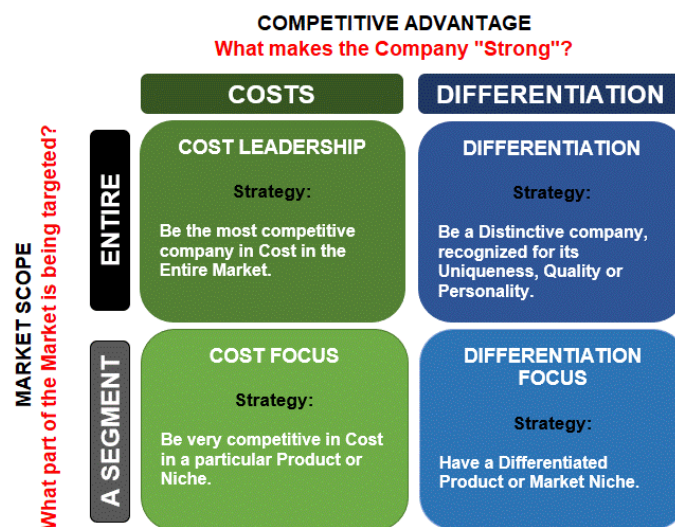 COMPETITIVE ADVANTAGE
What makes the Company "Strong"?
COSTS
DIFFERENTIATION
MARKET SCOPE
What part of the Market is being targeted?
ENTIRE
COST LEADERSHIP
Strategy:
Be the most competitive
company in Cost in the
Entire Market.
DIFFERENTIATION
Strategy:
Be a Distinctive company,
recognized for its
Uniqueness, Quality or
Personality.
A SEGMENT
COST FOCUS
Strategy:
Be very competitive in Cost
in a particular Product or
Niche.
DIFFERENTIATION
FOCUS
Strategy:
Have a Differentiated
Product or Market Niche.